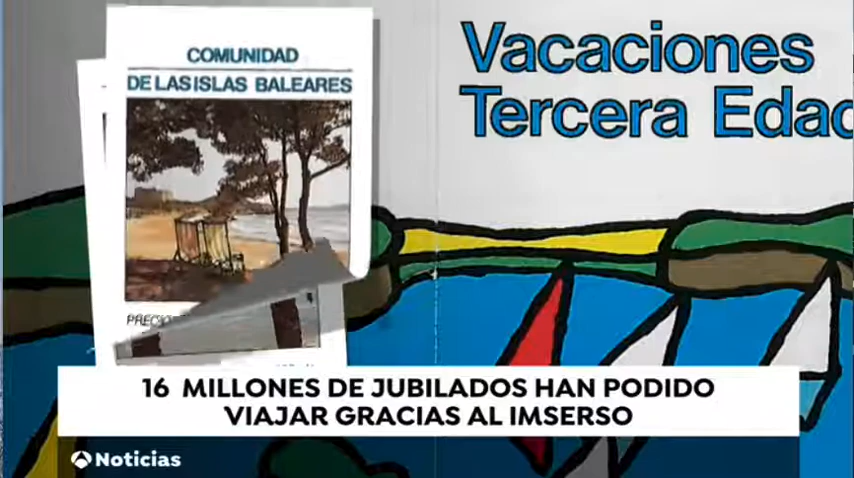 COMUNIDAD
DE LAS ISLAS BALEARES
Vacaciones
Tercera Edad
16 MILLONES DE JUBILADOS HAN PODIDO
VIAJAR GRACIAS AL IMSERSO
Noticias